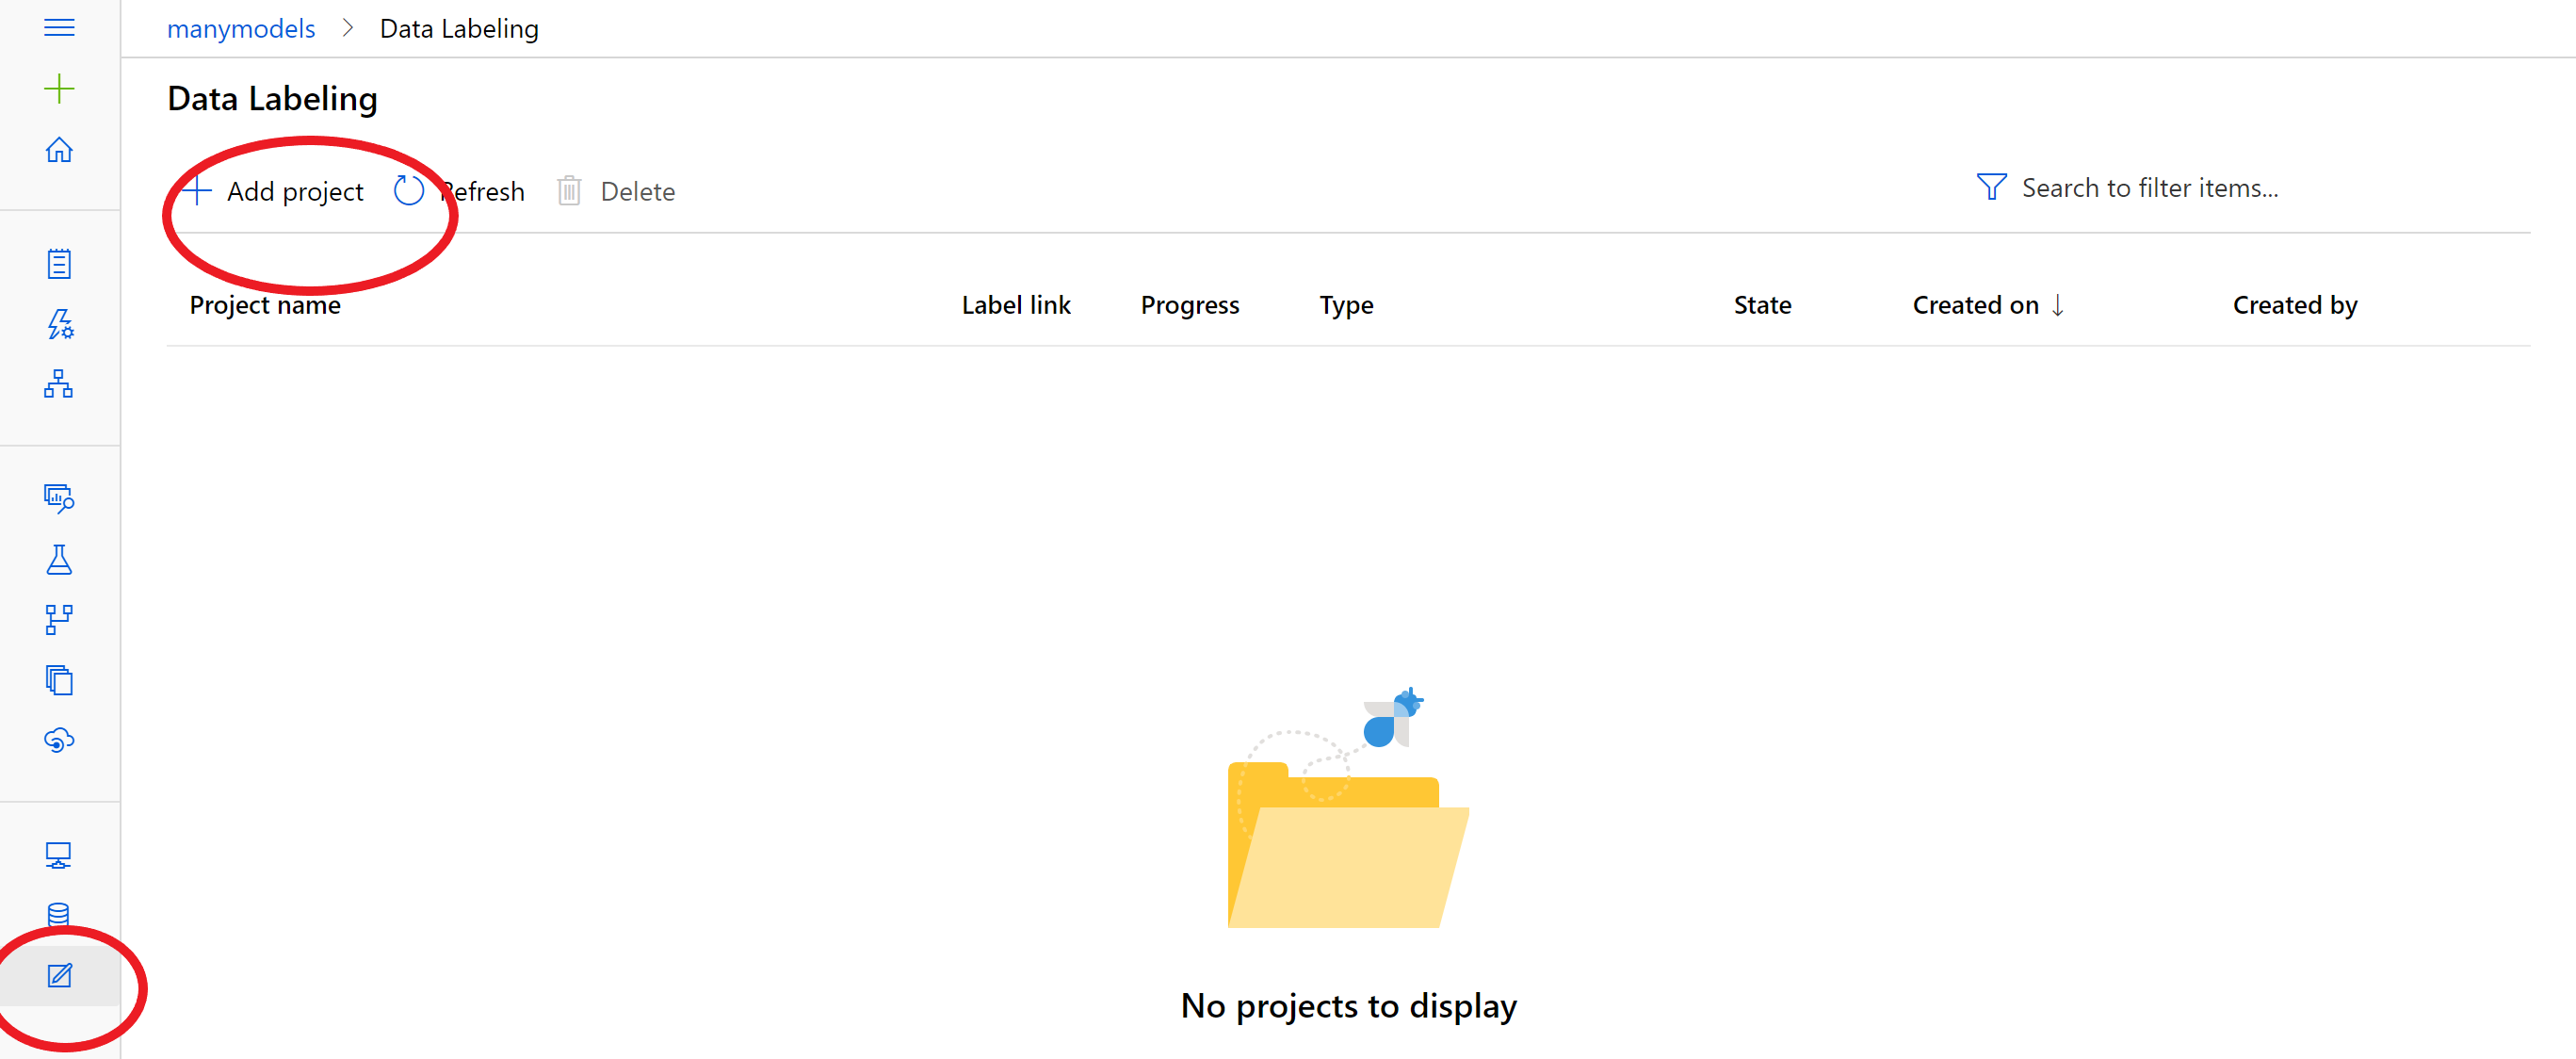 manymodels > Data Labeling
Data Labeling
Add project Refresh Delete Search to filter items...
Project name Label link Progress Type State Created on ↓ Created by
No projects to display